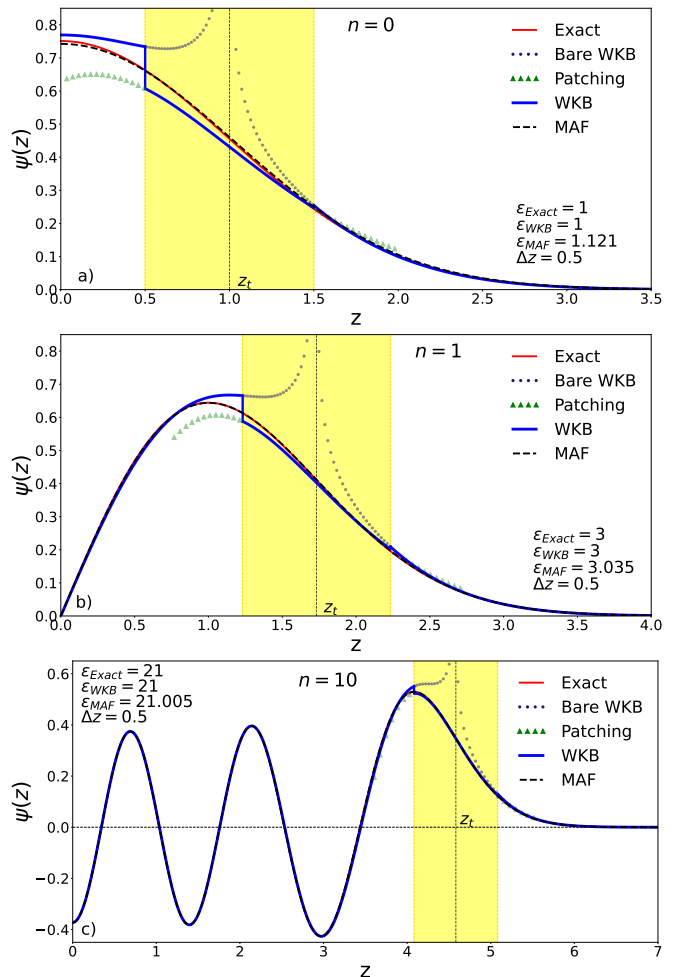 n = 0
Exact
Bare WKB
Patching
WKB
MAF
ε_Exact = 1
ε_WKB = 1
ε_MAF = 1.121
Δz = 0.5
a)
z_t
ψ(z)
0.8
0.7
0.6
0.5
0.4
0.3
0.2
0.1
0.0
0.0 0.5 1.0 1.5 2.0 2.5 3.0 3.5
z
n = 1
Exact
Bare WKB
Patching
WKB
MAF
ε_Exact = 3
ε_WKB = 3
ε_MAF = 3.035
Δz = 0.5
b)
z_t
ψ(z)
0.8
0.7
0.6
0.5
0.4
0.3
0.2
0.1
0.0
0.0 0.5 1.0 1.5 2.0 2.5 3.0 3.5 4.0
z
ε_Exact = 21
ε_WKB = 21
ε_MAF = 21.005
Δz = 0.5
n = 10
Exact
Bare WKB
Patching
WKB
MAF
z_t
c)
ψ(z)
0.6
0.4
0.2
0.0
−0.2
−0.4
0 1 2 3 4 5 6 7
z